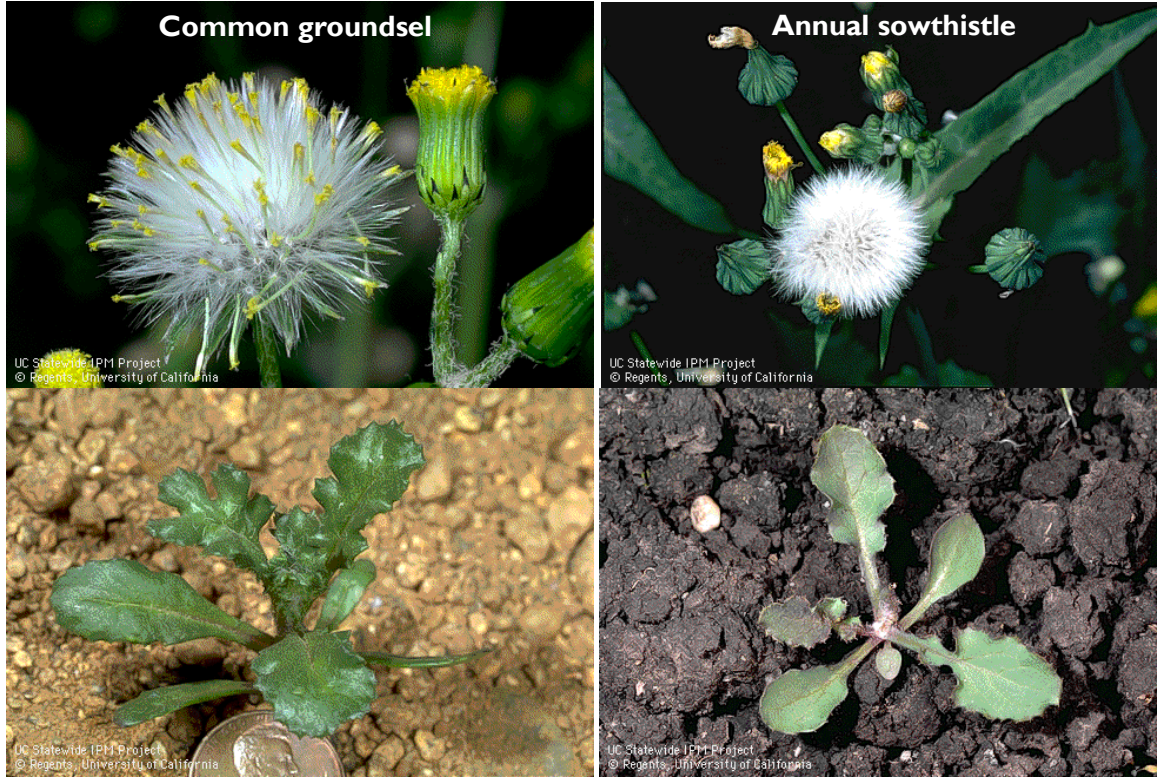 Common groundsel
Annual sowthistle
UC Statewide IPM Project
© Regents, University of California
UC Statewide IPM Project
© Regents, University of California
UC Statewide IPM Project
© Regents, University of California
UC Statewide IPM Project
© Regents, University of California